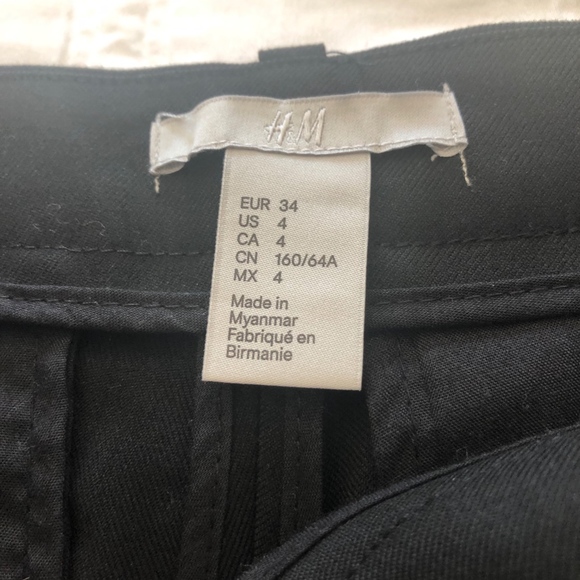 H&M
EUR 34
US 4
CA 4
CN 160/64A
MX 4
Made in
Myanmar
Fabriqué en
Birmanie